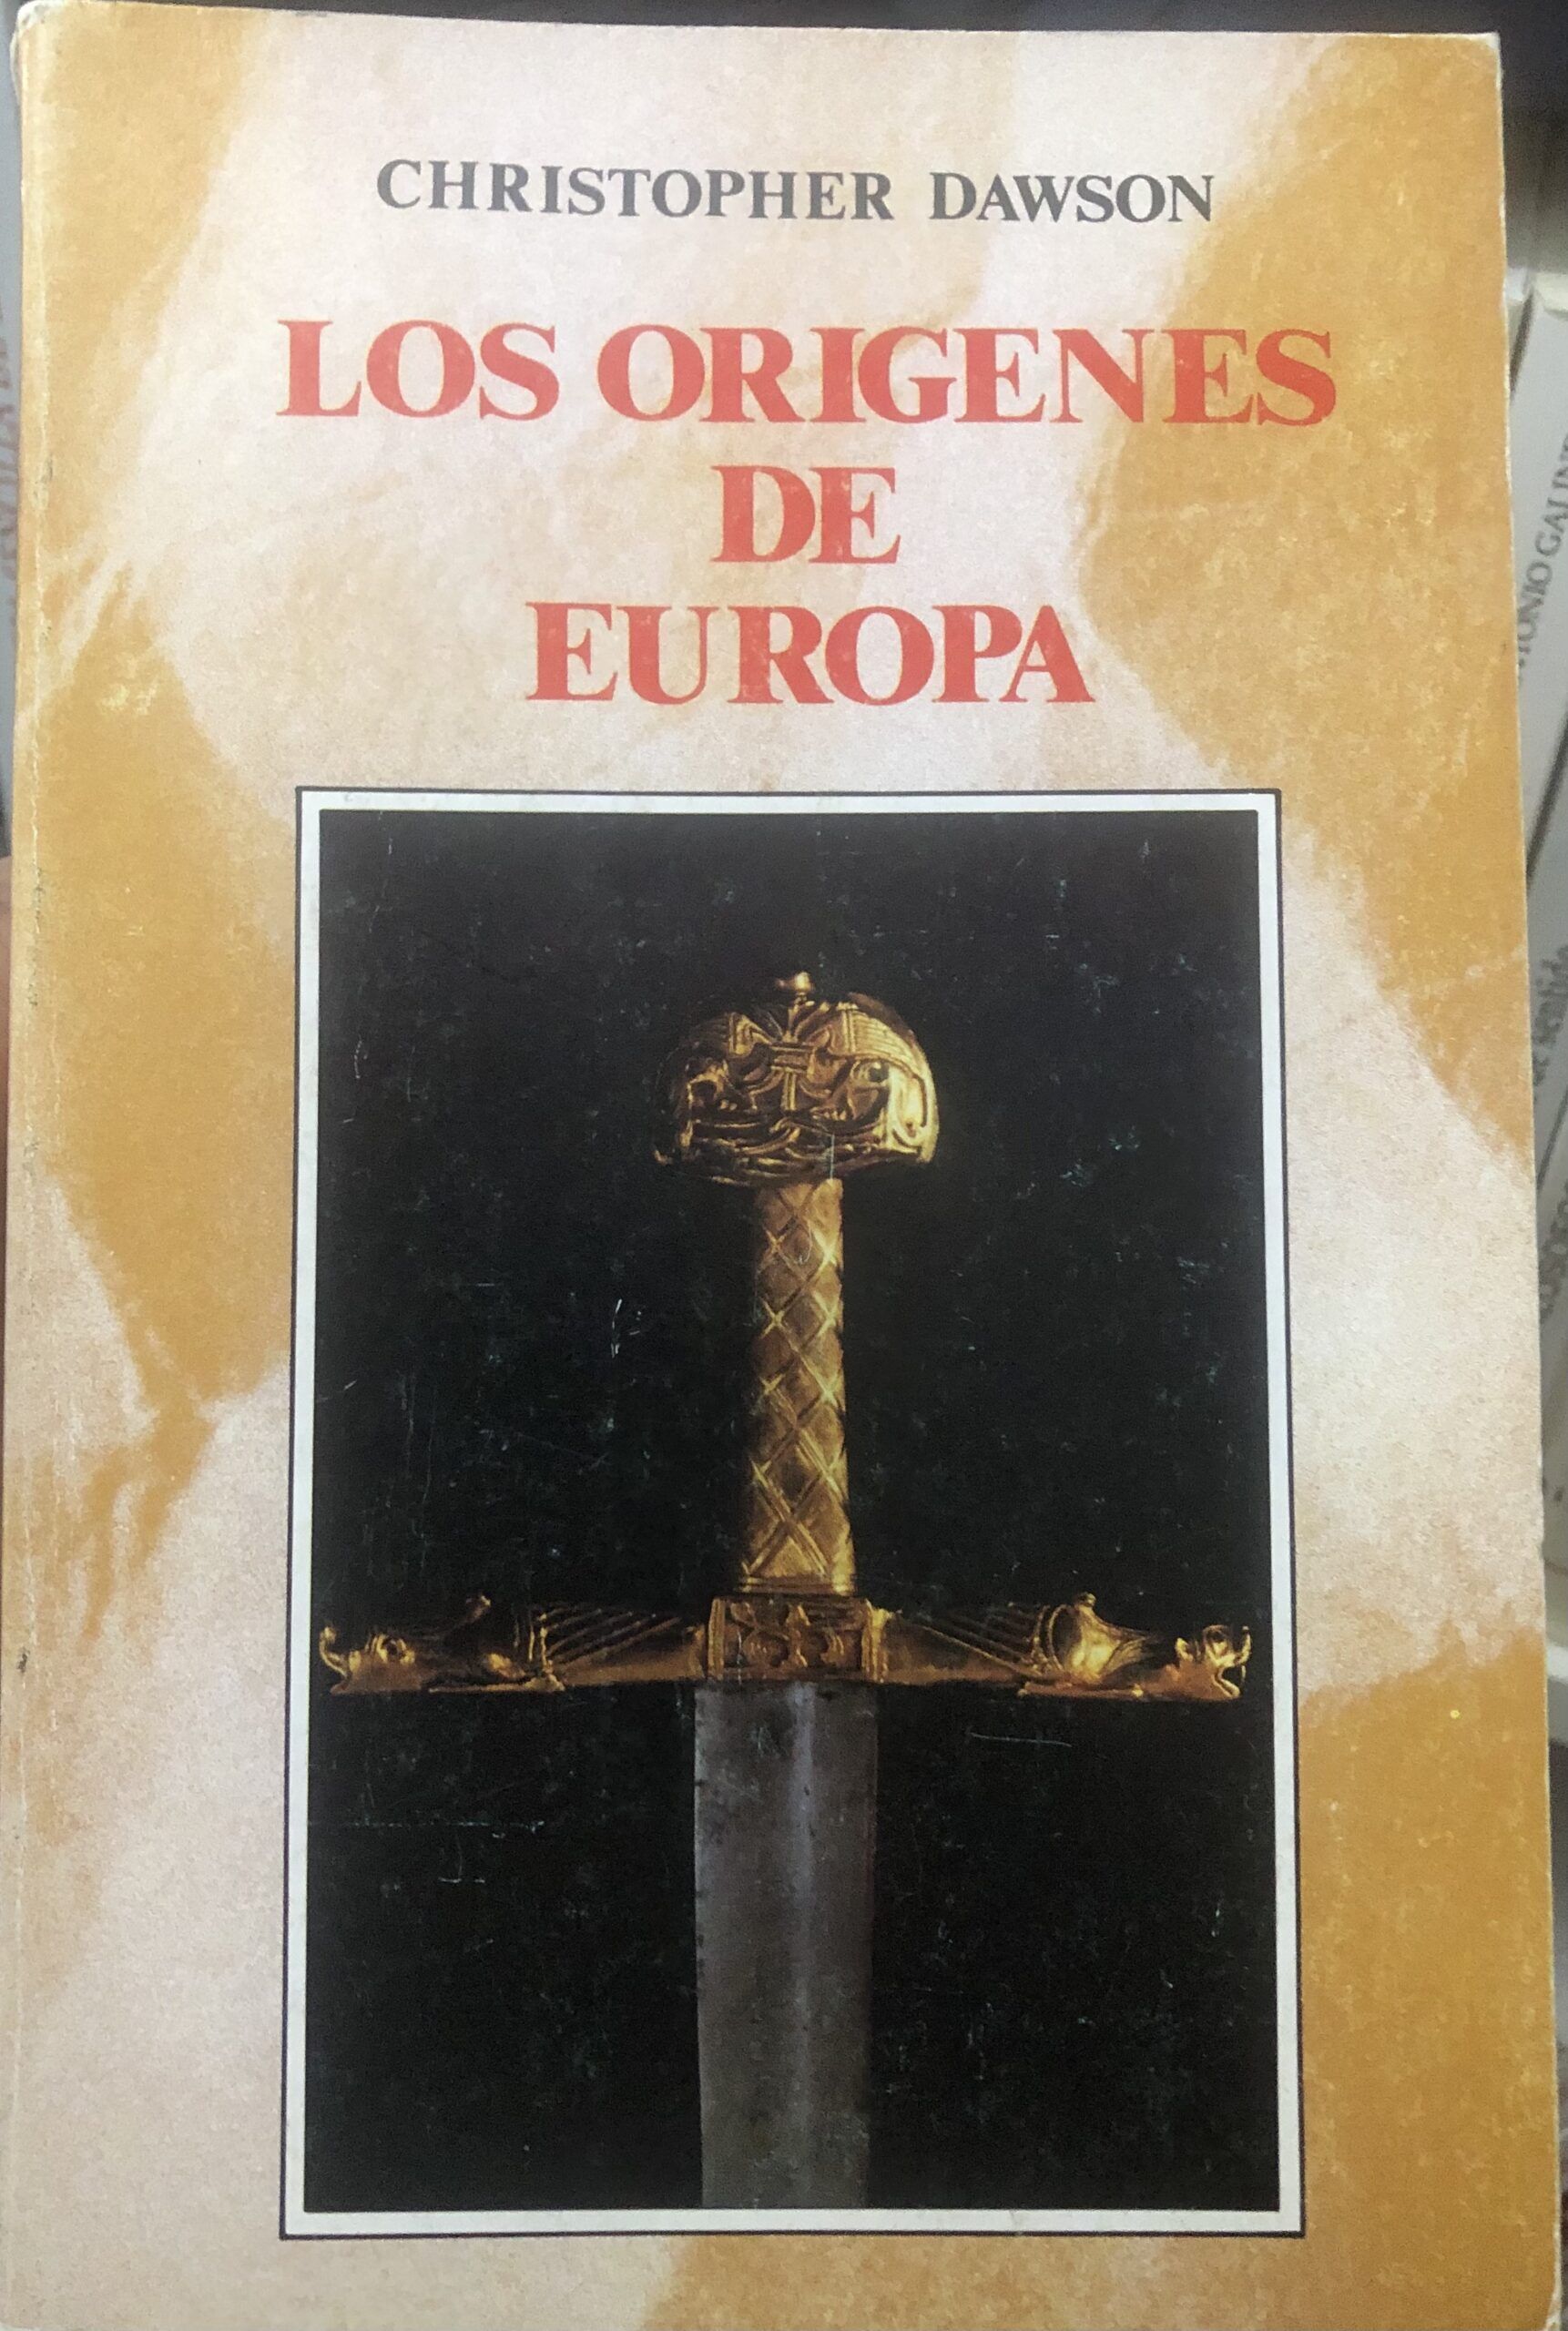 CHRISTOPHER DAWSON
LOS ORIGENES
DE
EUROPA